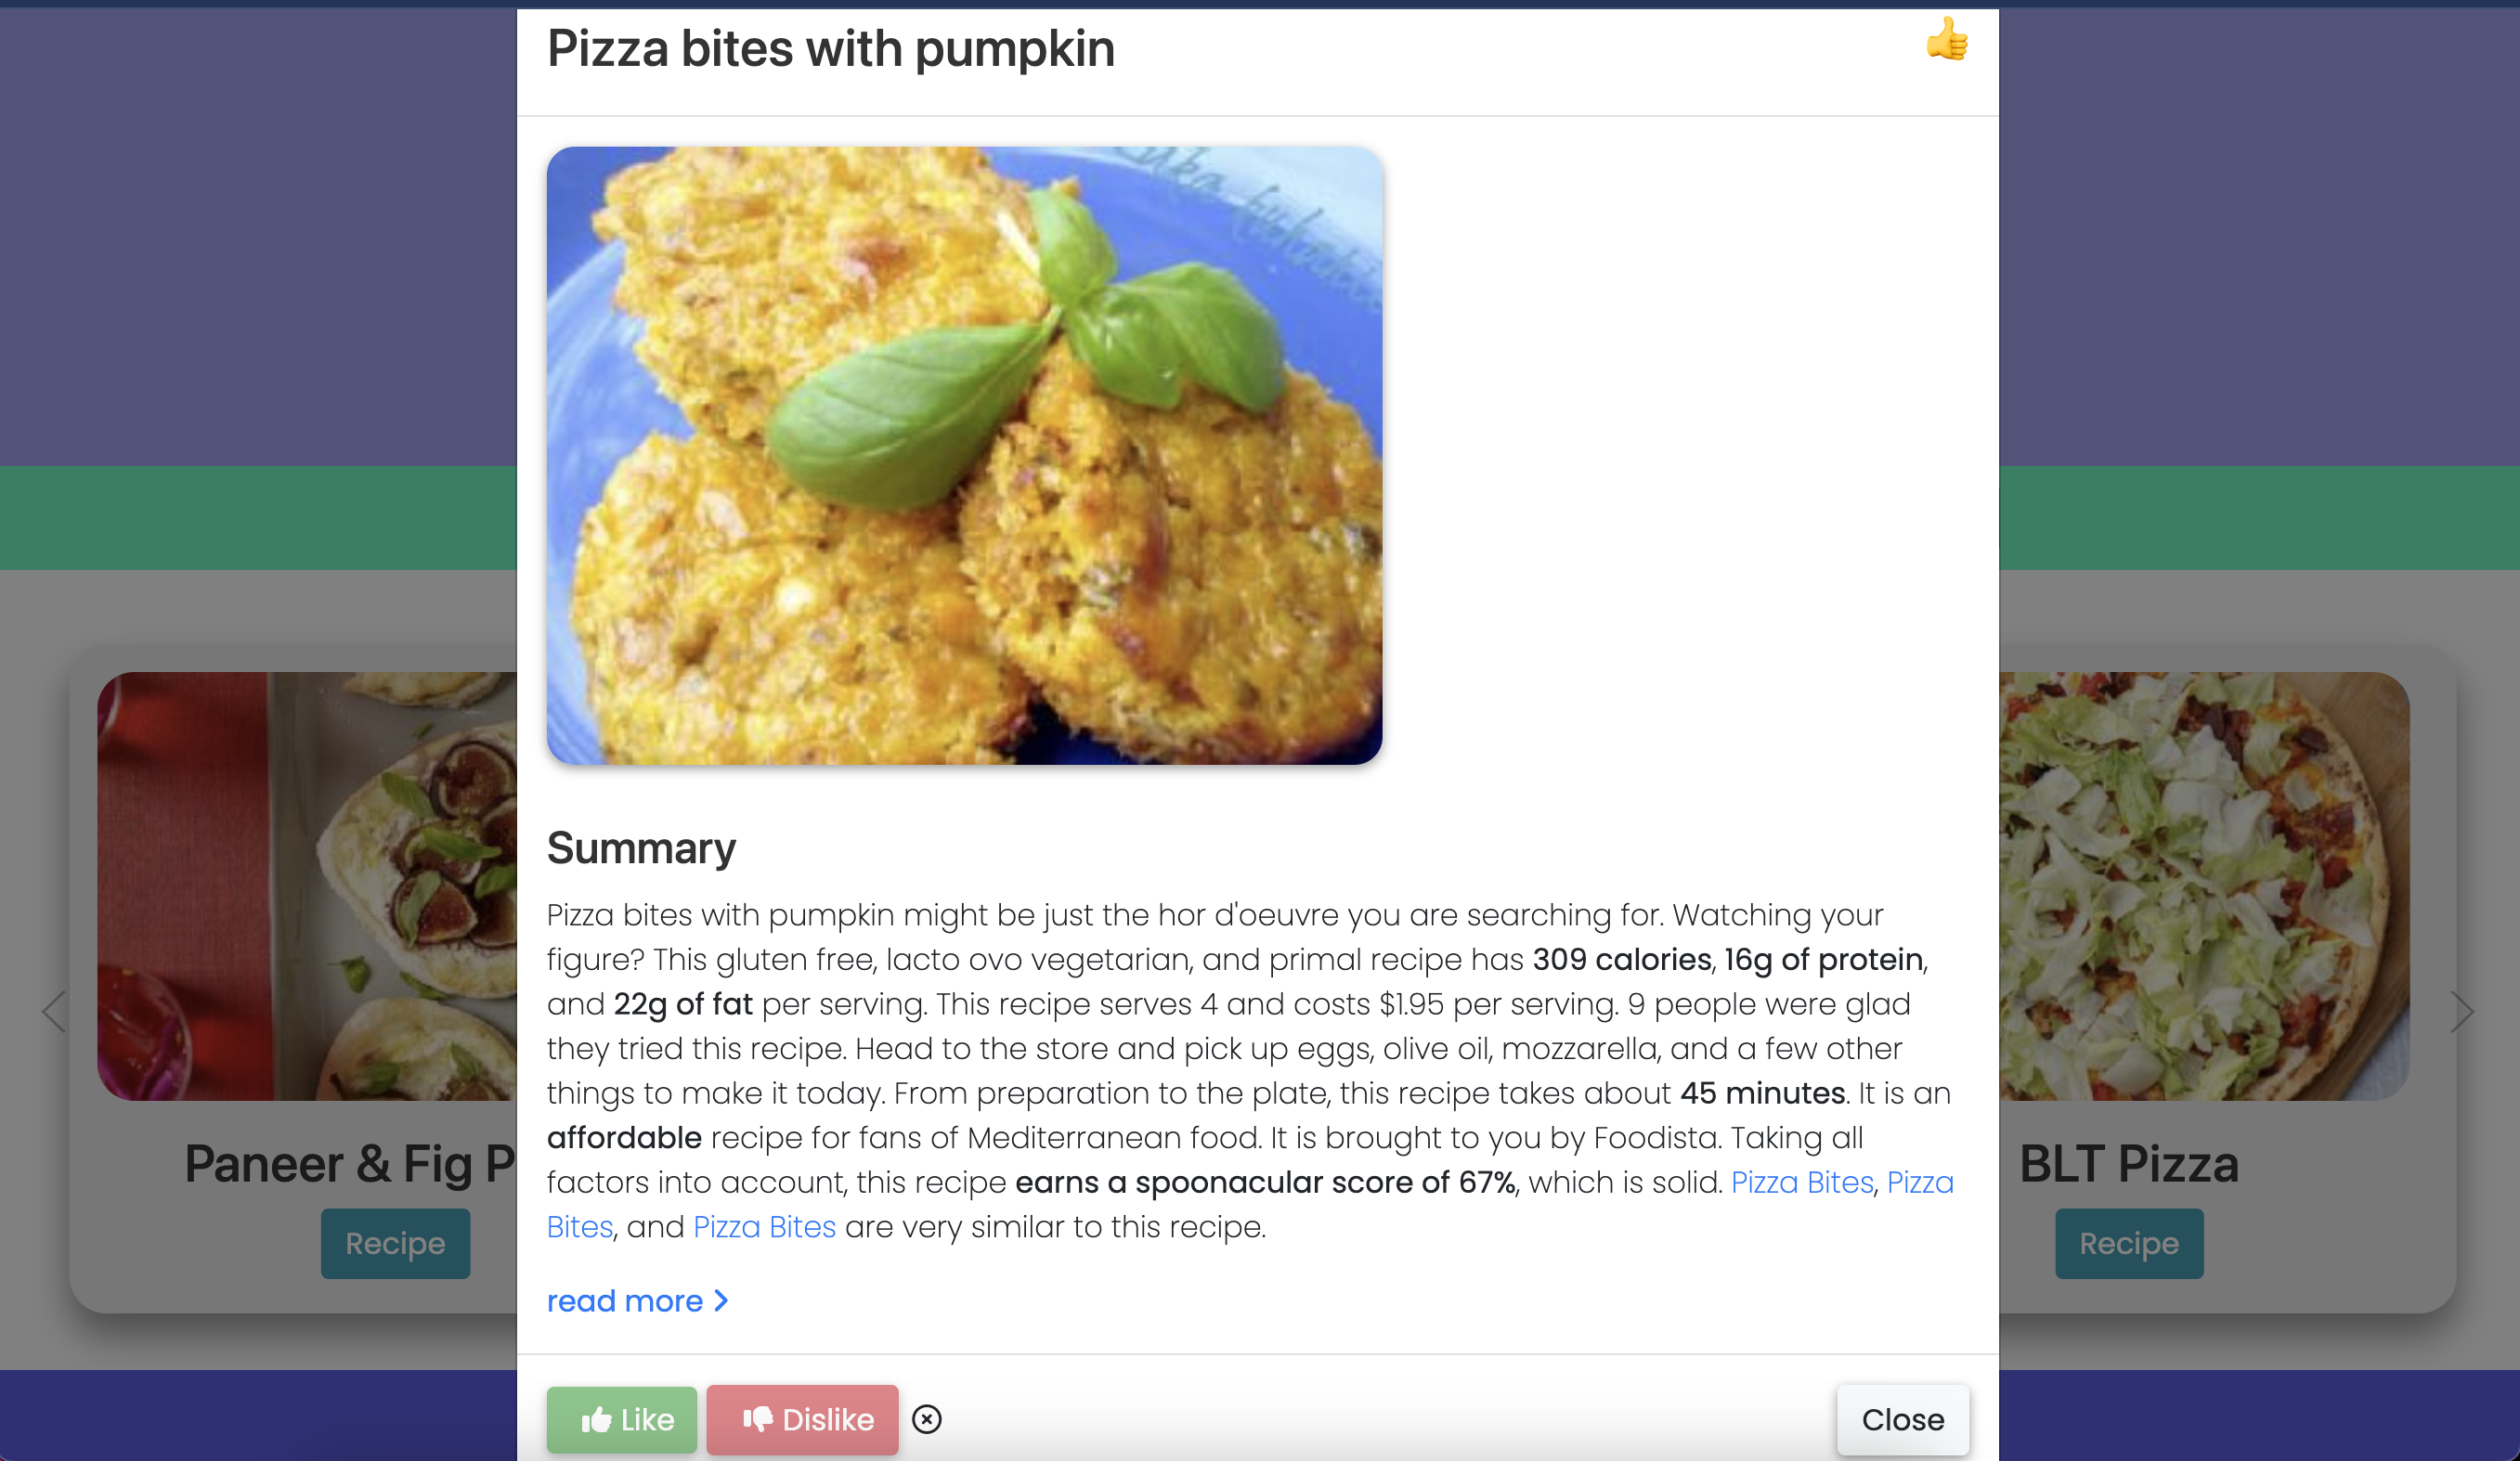 Pizza bites with pumpkin
Summary
Pizza bites with pumpkin might be just the hor d'oeuvre you are searching for. Watching your
figure? This gluten free, lacto ovo vegetarian, and primal recipe has 309 calories, 16g of protein,
and 22g of fat per serving. This recipe serves 4 and costs $1.95 per serving. 9 people were glad
they tried this recipe. Head to the store and pick up eggs, olive oil, mozzarella, and a few other
things to make it today. From preparation to the plate, this recipe takes about 45 minutes. It is an
affordable recipe for fans of Mediterranean food. It is brought to you by Foodista. Taking all
factors into account, this recipe earns a spoonacular score of 67%, which is solid. Pizza Bites, Pizza
Bites, and Pizza Bites are very similar to this recipe.
read more
Like
Dislike
Close
Paneer & Fig P
Recipe
BLT Pizza
Recipe